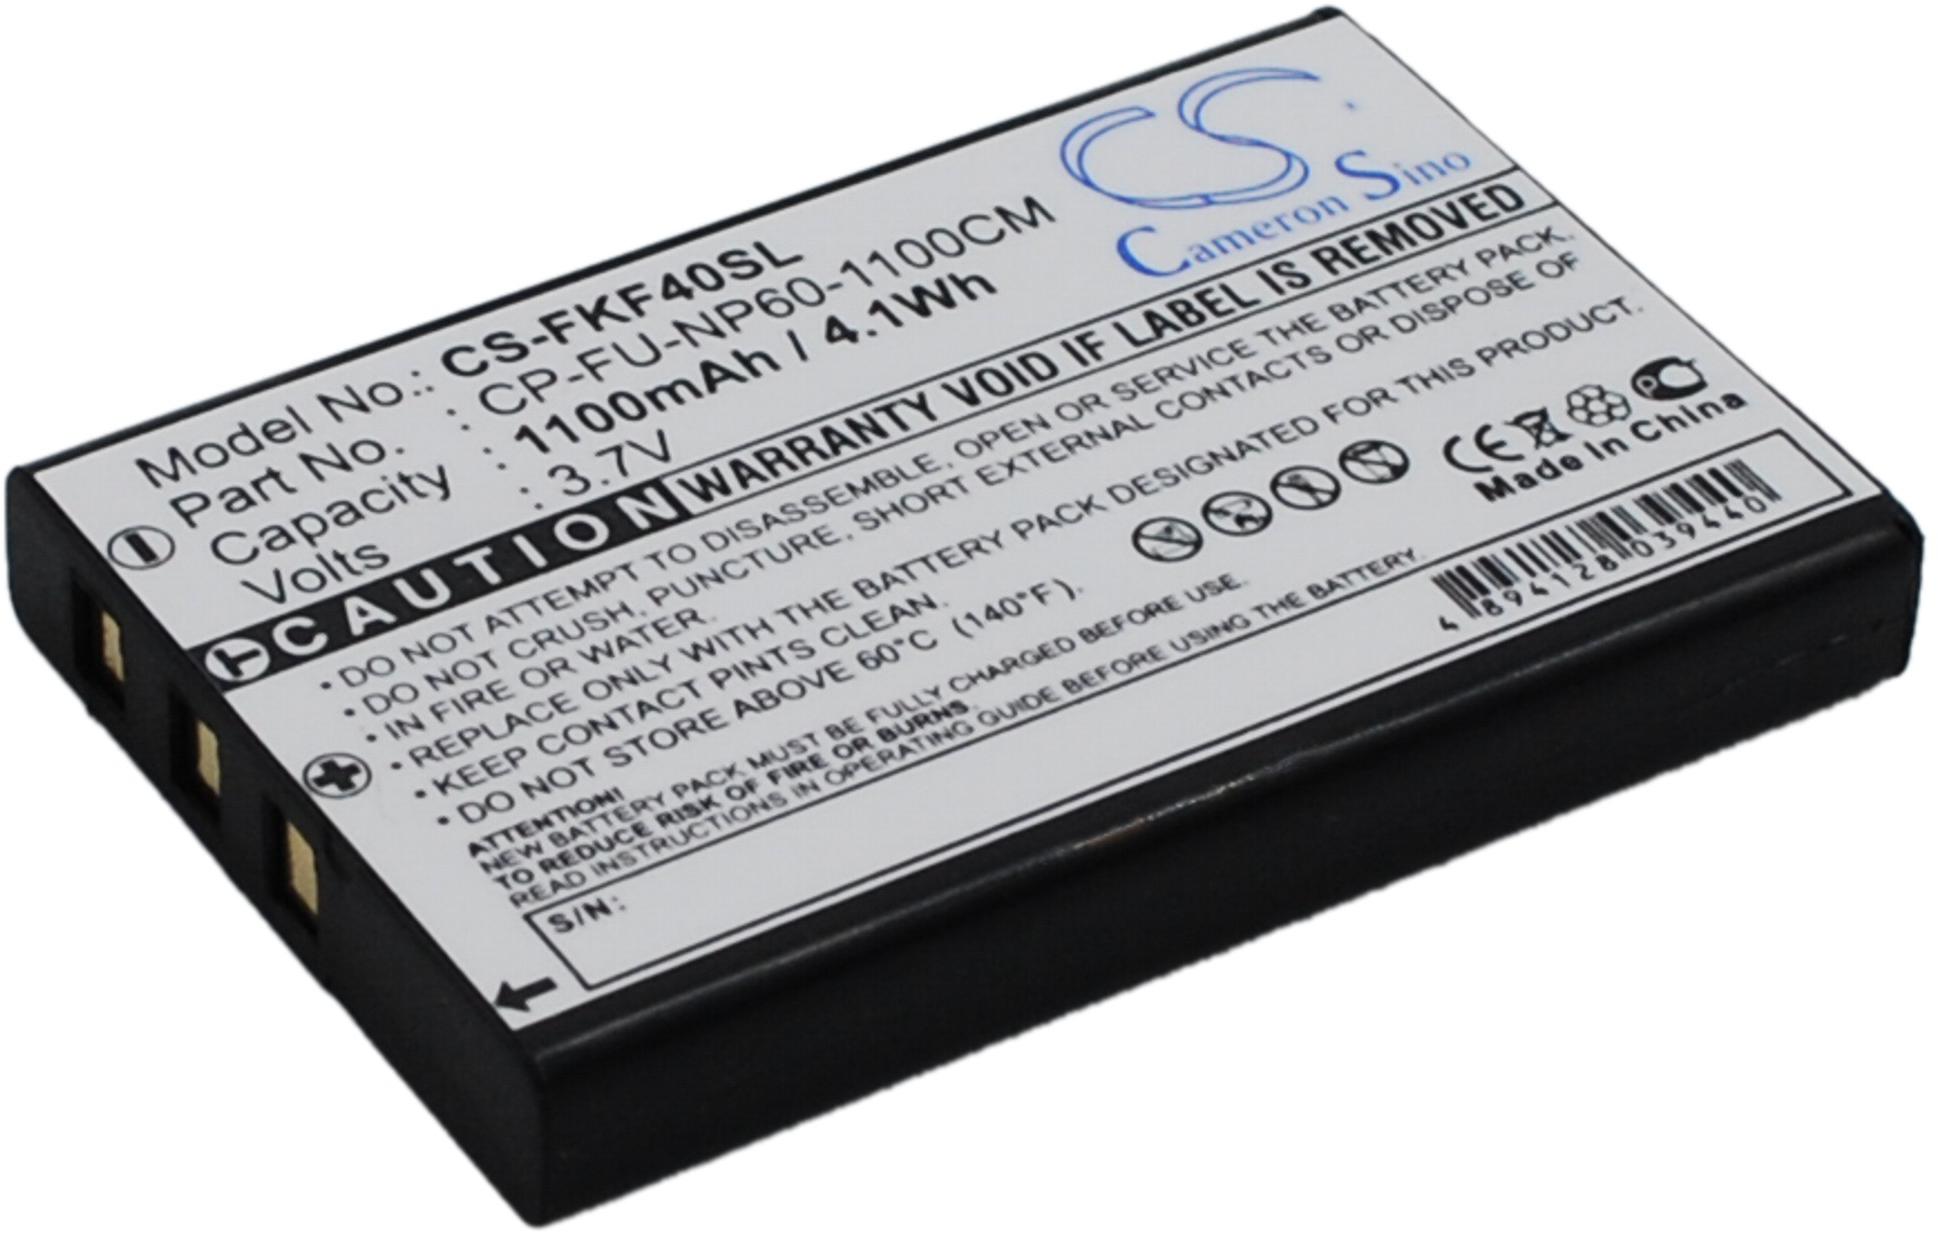 CS
Cameron Sino
Model No.: : CS-FKF40SL
Part No. : CP-FU-NP60-1100CM
Capacity : 1100mAh / 4.1Wh
Volts : 3.7V
CAUTION WARRANTY VOID IF LABEL IS REMOVED
•DO NOT ATTEMPT TO DISASSEMBLE, OPEN OR SERVICE THE BATTERY PACK.
•DO NOT CRUSH, PUNCTURE, SHORT EXTERNAL CONTACTS OR DISPOSE OF
•IN FIRE OR WATER.
•REPLACE ONLY WITH THE BATTERY PACK DESIGNATED FOR THIS PRODUCT.
•KEEP CONTACT PINTS CLEAN.
•DO NOT STORE ABOVE 60°C (140°F).
ATTENTION!
NEW BATTERY PACK MUST BE FULLY CHARGED BEFORE USE.
TO REDUCE RISK OF FIRE OR BURNS.
READ INSTRUCTIONS IN OPERATING GUIDE BEFORE USING THE BATTERY.
CE
Made in China
4 894128 039440
S/N: